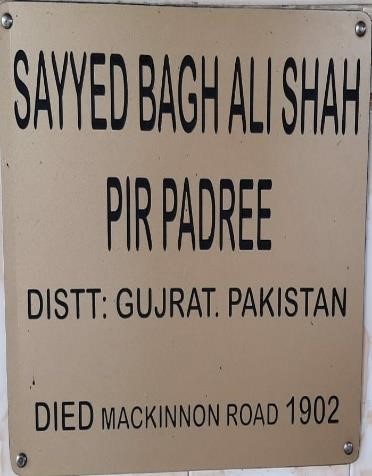 SAYYED BAGH ALI SHAH
PIR PADREE
DISTT: GUJRAT. PAKISTAN
DIED MACKINNON ROAD 1902